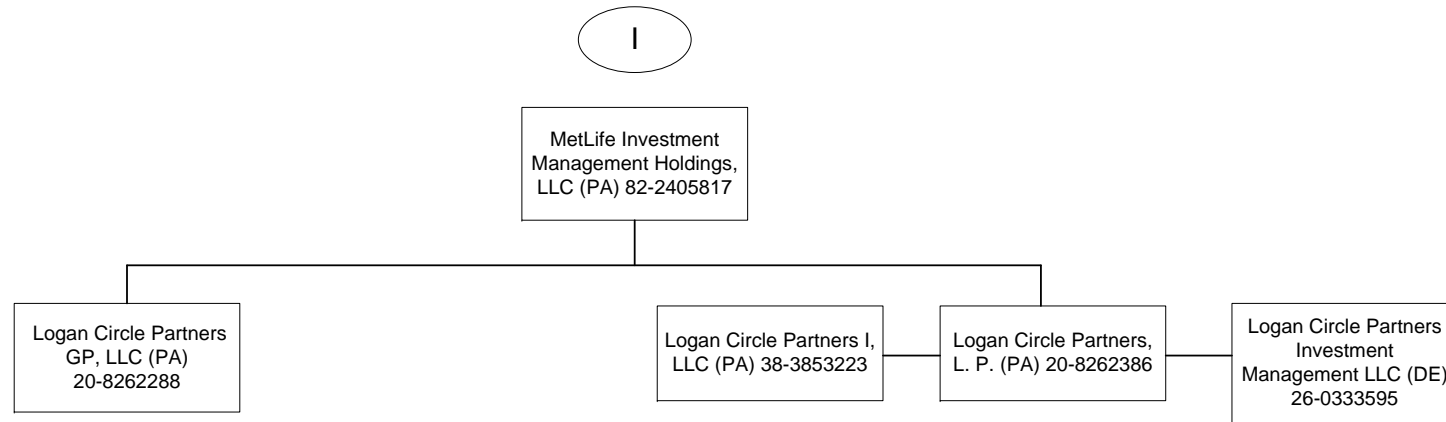 I
MetLife Investment
Management Holdings,
LLC (PA) 82-2405817
Logan Circle Partners
GP, LLC (PA)
20-8262288
Logan Circle Partners I,
LLC (PA) 38-3853223
Logan Circle Partners,
L. P. (PA) 20-8262386
Logan Circle Partners
Investment
Management LLC (DE)
26-0333595